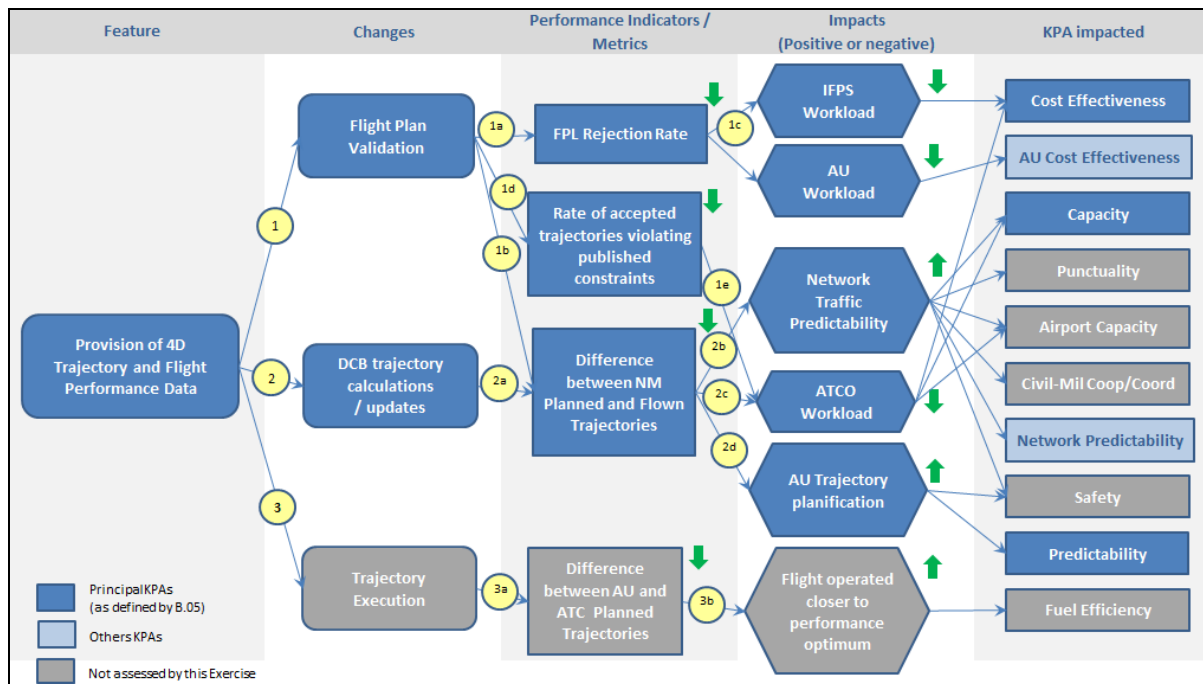 Feature
Changes
Performance Indicators /
Metrics
Impacts
(Positive or negative)
KPA impacted
Provision of 4D
Trajectory and Flight
Performance Data
1
2
3
Flight Plan
Validation
DCB trajectory
calculations
/ updates
Trajectory
Execution
1a
1d
1b
2a
3a
FPL Rejection Rate
Rate of accepted
trajectories violating
published
constraints
Difference
between NM
Planned and Flown
Trajectories
Difference
between AU and
ATC Planned
Trajectories
1c
1e
2b
2c
2d
3b
IFPS
Workload
AU
Workload
Network
Traffic
Predictability
ATCO
Workload
AU Trajectory
planification
Flight operated
closer to
performance
optimum
Cost Effectiveness
AU Cost Effectiveness
Capacity
Punctuality
Airport Capacity
Civil-Mil Coop/Coord
Network Predictability
Safety
Predictability
Fuel Efficiency
PrincipalKPAs
(as defined by B.05)
Others KPAs
Not assessed by this Exercise